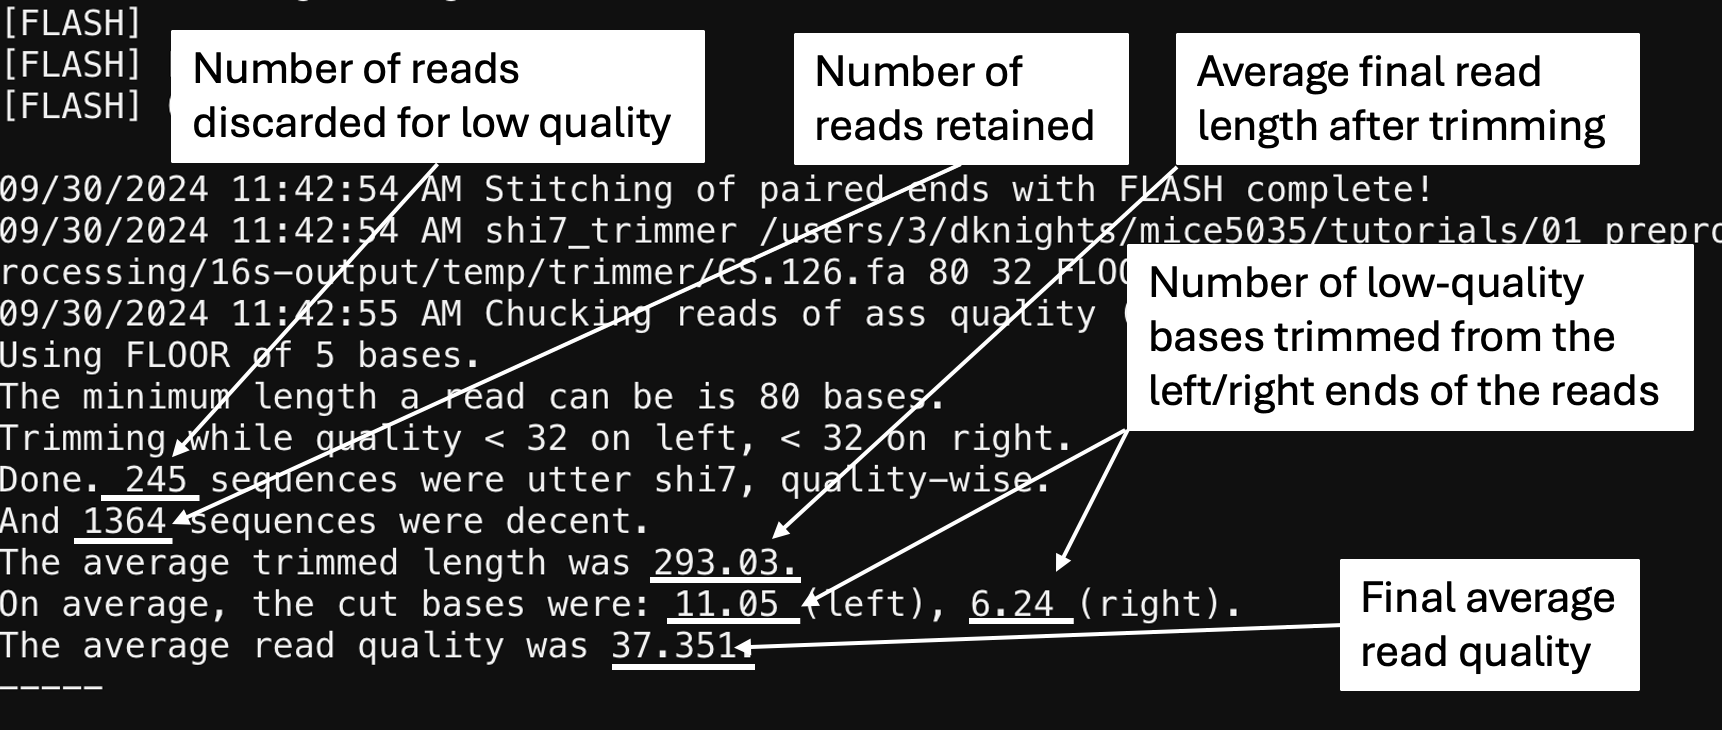 [FLASH]
[FLASH]
[FLASH]
Number of reads
discarded for low quality
Number of
reads retained
Average final read
length after trimming
09/30/2024 11:42:54 AM Stitching of paired ends with FLASH complete!
09/30/2024 11:42:54 AM shi7_trimmer /users/3/dknights/mice5035/tutorials/01_prepro
rocessing/16s-output/temp/trimmer/CS.126.fa 80 32 FLOO
09/30/2024 11:42:55 AM Chucking reads of ass quality
Using FLOOR of 5 bases.
The minimum length a read can be is 80 bases.
Trimming while quality < 32 on left, < 32 on right.
Done. 245 sequences were utter shi7, quality-wise.
And 1364 sequences were decent.
The average trimmed length was 293.03.
On average, the cut bases were: 11.05 (left), 6.24 (right).
The average read quality was 37.351.
-----
Number of low-quality
bases trimmed from the
left/right ends of the reads
Final average
read quality